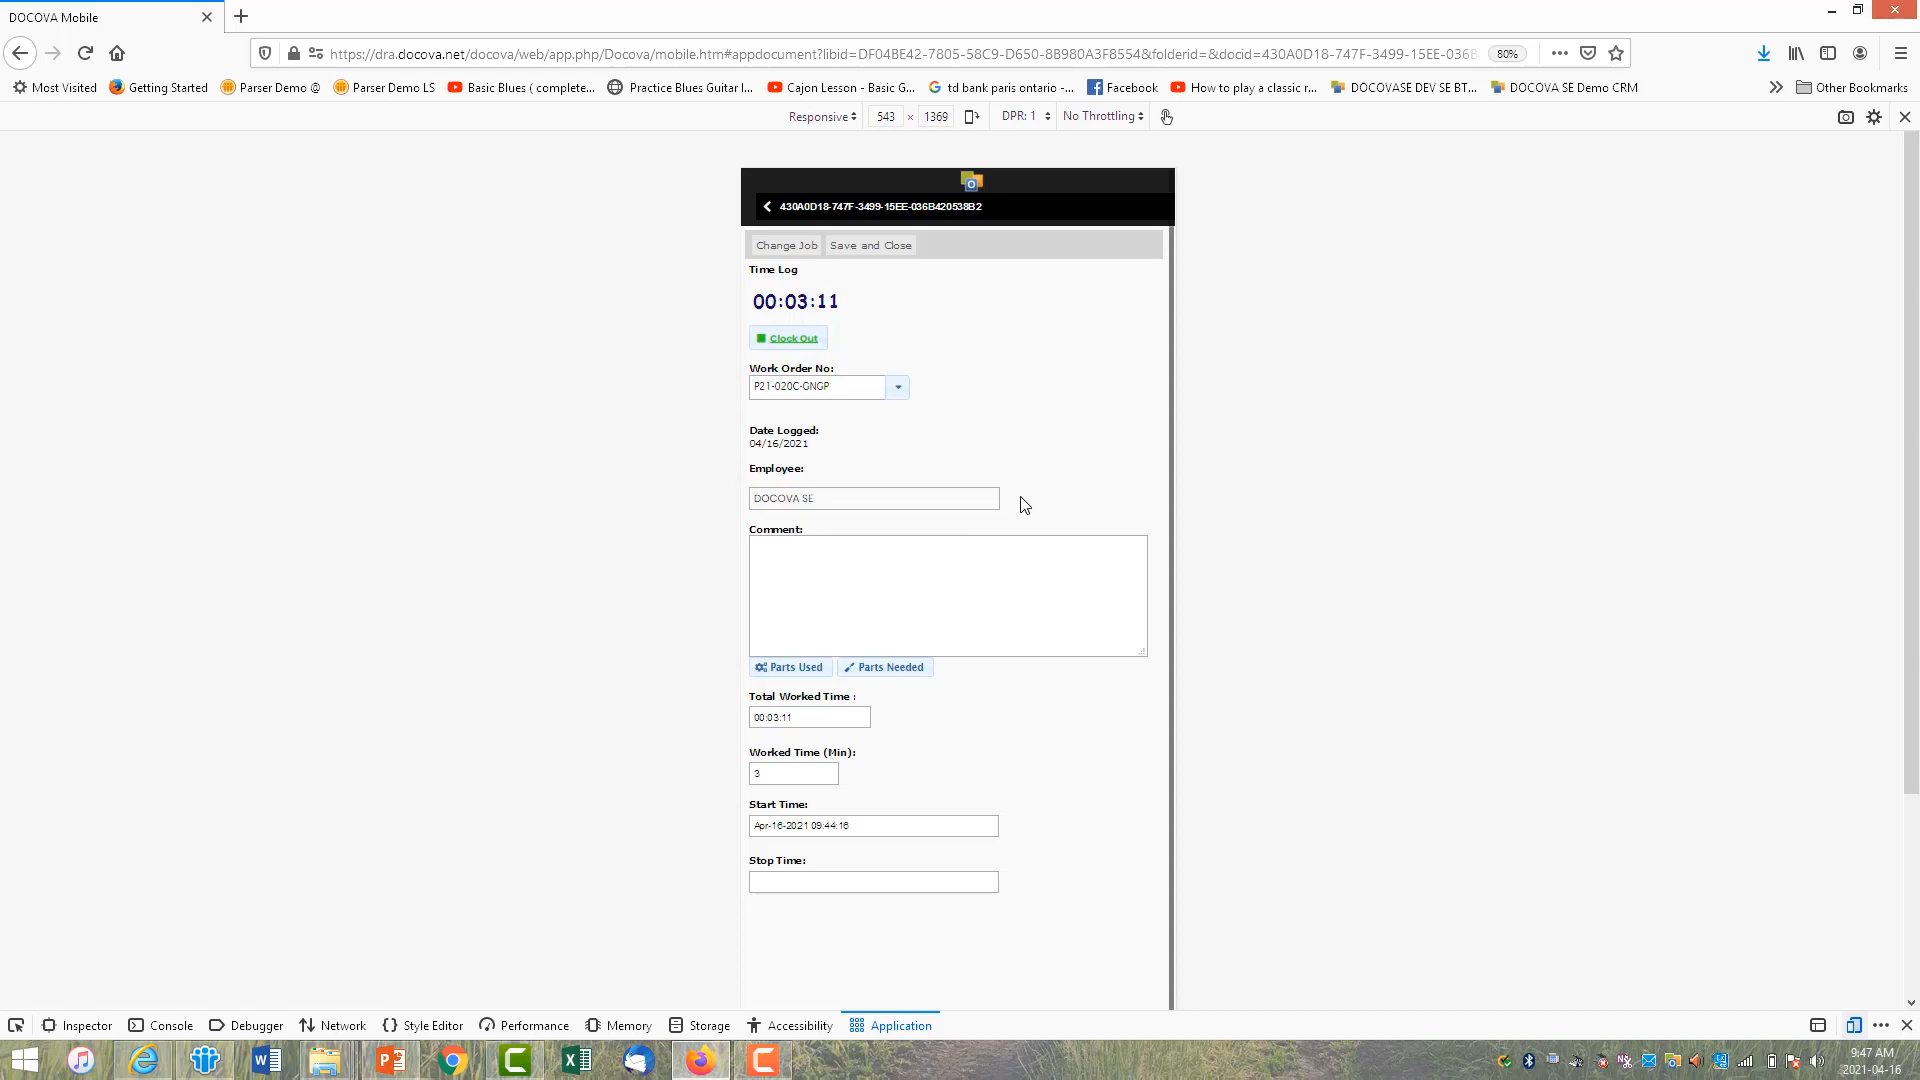 DOCOVA Mobile
https://dra.docova.net/docova/web/app.php/Docova/mobile.htm#appdocument?libid=DF04BE42-7805-58C9-D650-8B980A3F8554&folderid=&docid=430A0D18-747F-3499-15EE-036B 80%
Most Visited Getting Started Parser Demo @ Parser Demo LS Basic Blues ( complete... Practice Blues Guitar l... Cajon Lesson - Basic G... td bank paris ontario -... Facebook How to play a classic r... DOCOVASE DEV SE BT... DOCOVA SE Demo CRM Other Bookmarks
Responsive 543 × 1369 DPR: 1 No Throttling
430A0D18-747F-3499-15EE-036B420538B2
Change Job Save and Close
Time Log
00:03:11
Clock Out
Work Order No:
P21-020C-GNGP
Date Logged:
04/16/2021
Employee:
DOCOVA SE
Comment:
Parts Used Parts Needed
Total Worked Time :
00:03:11
Worked Time (Min):
3
Start Time:
Apr-16-2021 09:44:16
Stop Time:
Inspector Console Debugger Network Style Editor Performance Memory Storage Accessibility Application
9:47 AM
2021-04-16